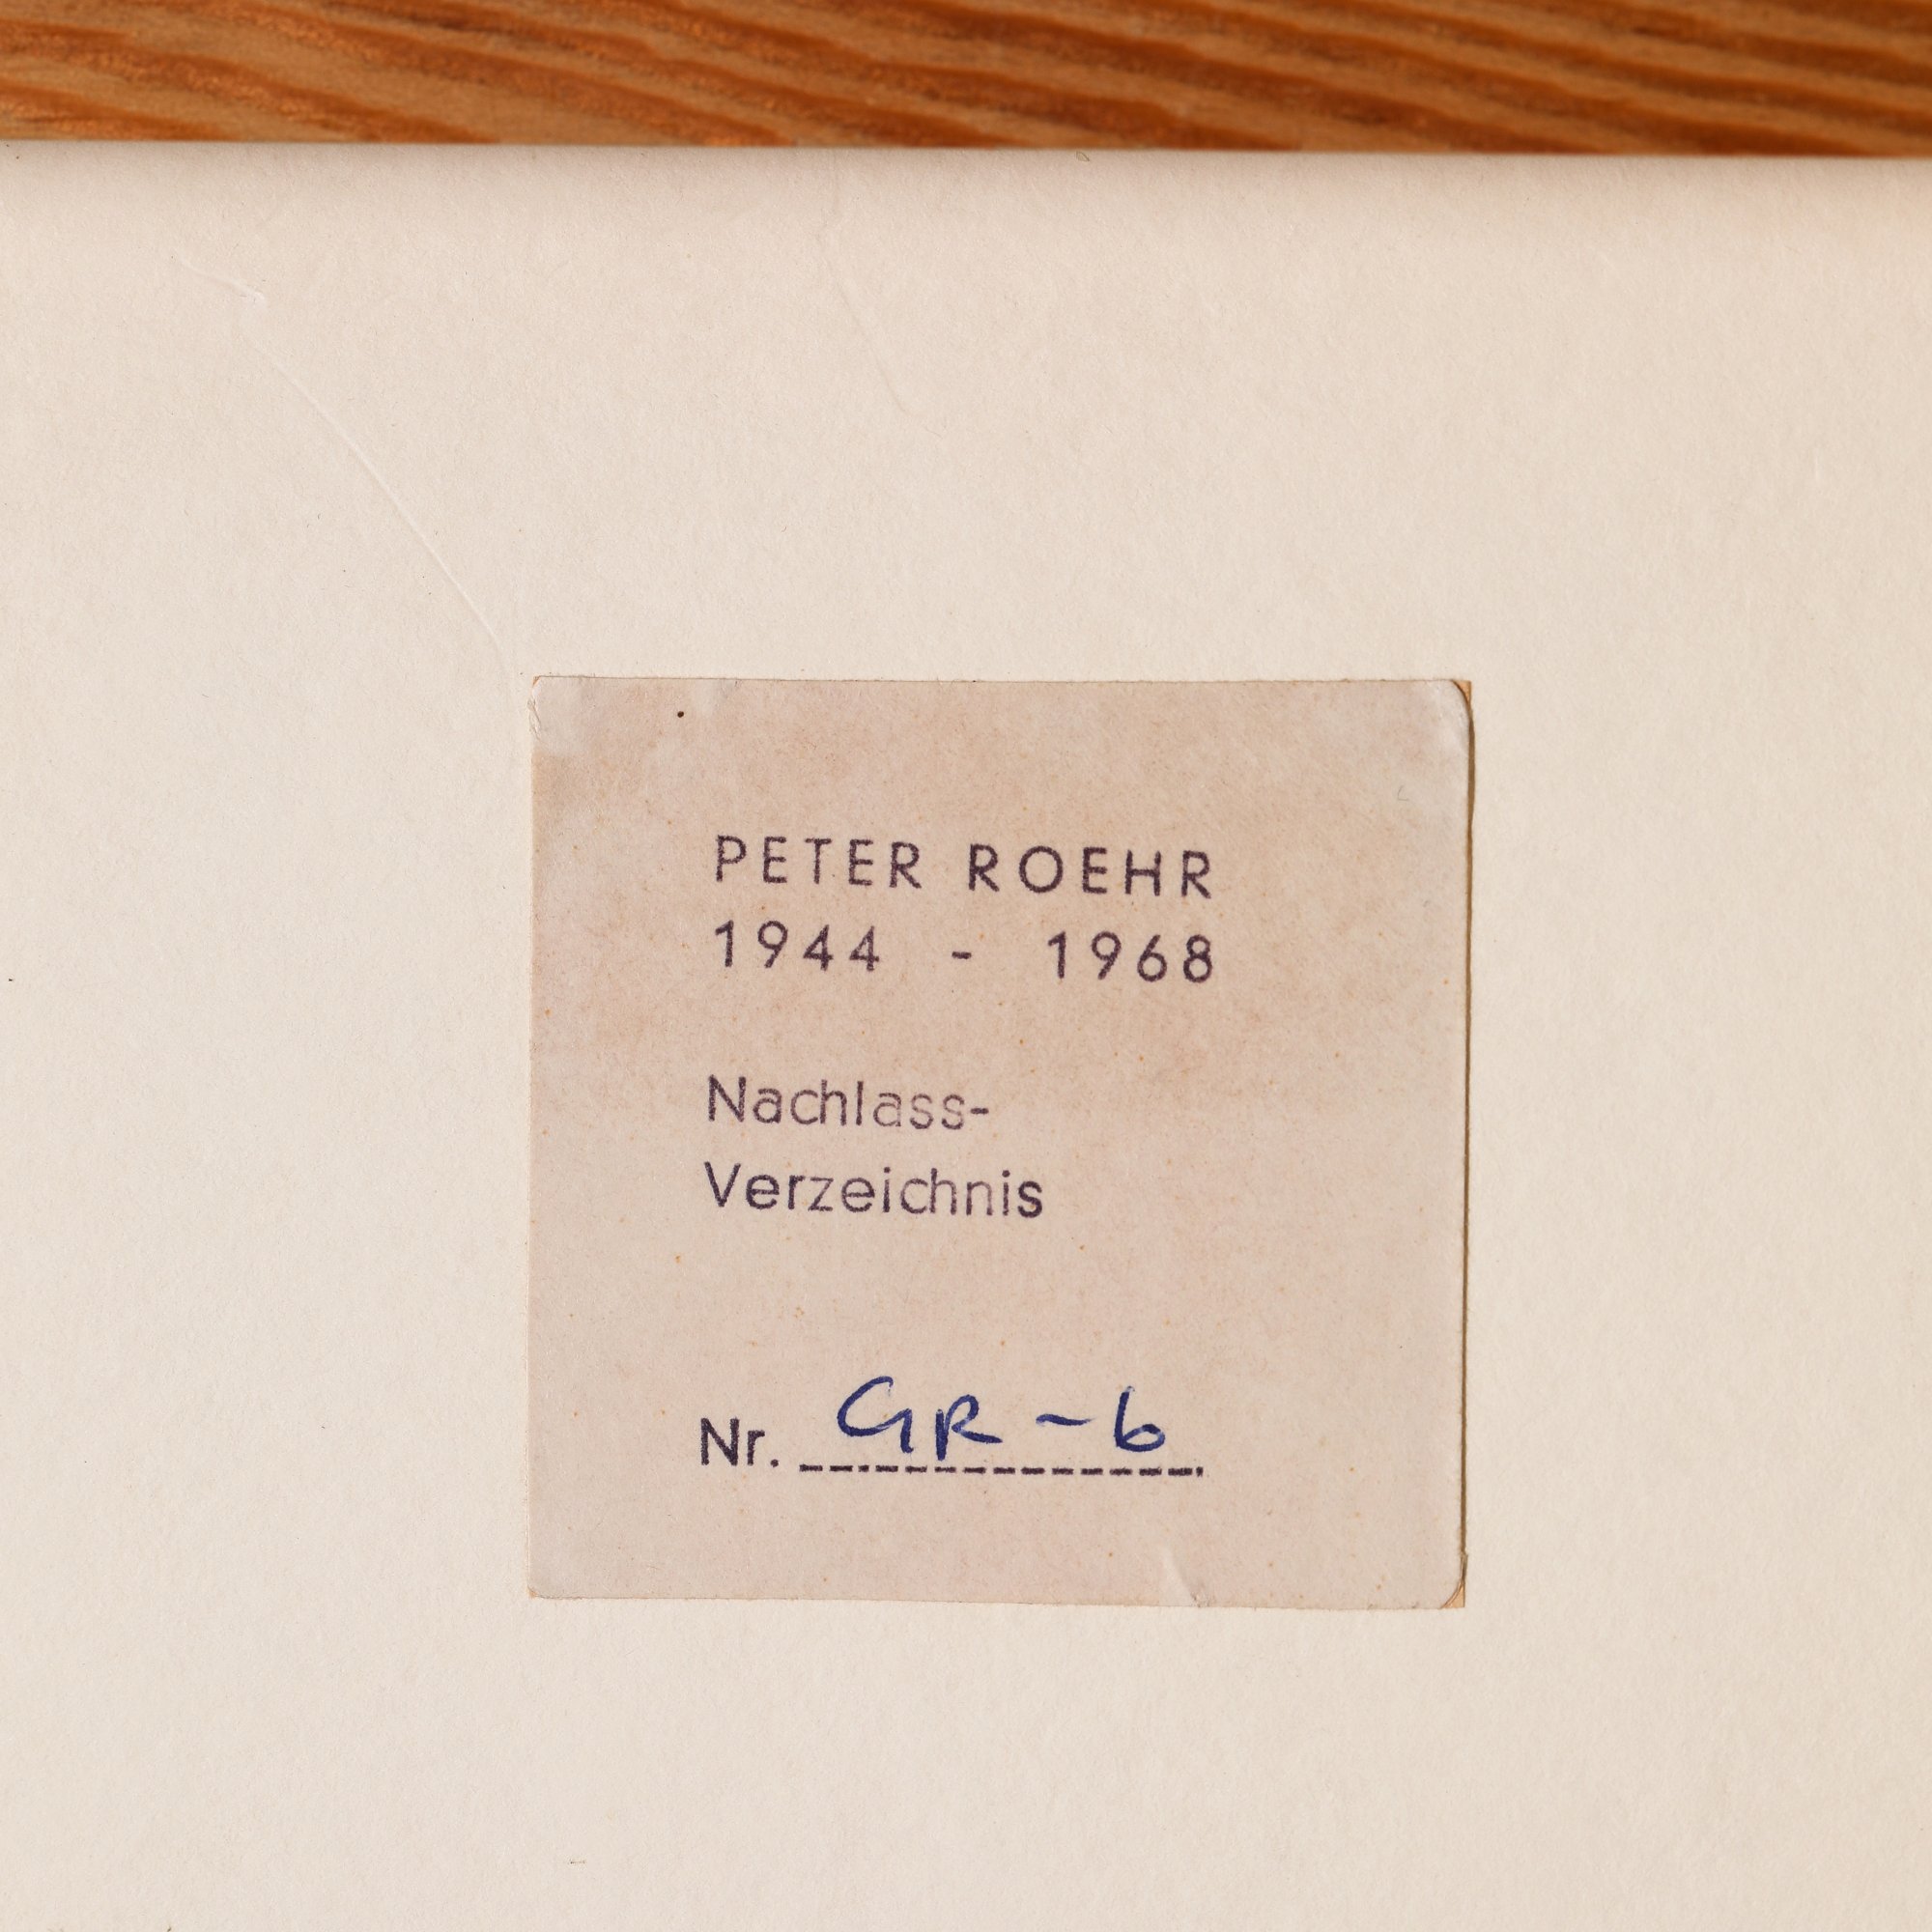 PETER ROEHR
1944 - 1968
Nachlass-
Verzeichnis
Nr. GR-6